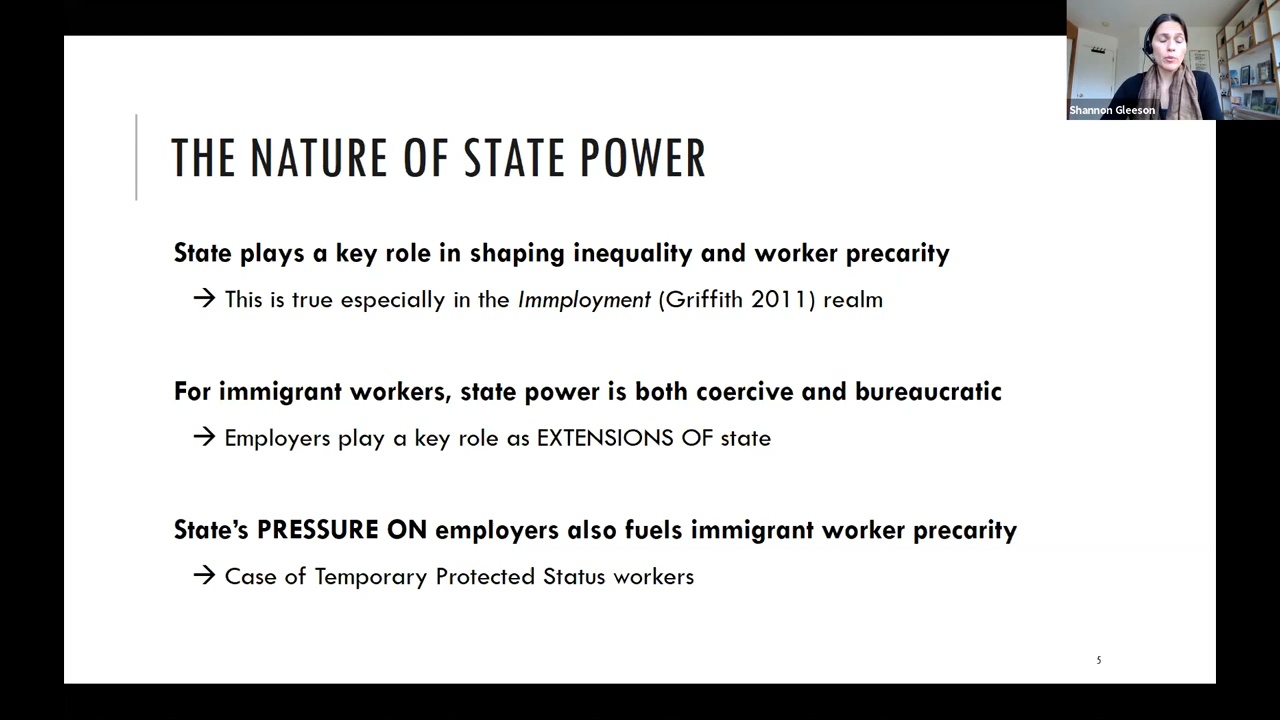 Shannon Gleeson
THE NATURE OF STATE POWER
State plays a key role in shaping inequality and worker precarity
→ This is true especially in the Immployment (Griffith 2011) realm
For immigrant workers, state power is both coercive and bureaucratic
→ Employers play a key role as EXTENSIONS OF state
State’s PRESSURE ON employers also fuels immigrant worker precarity
→ Case of Temporary Protected Status workers
5